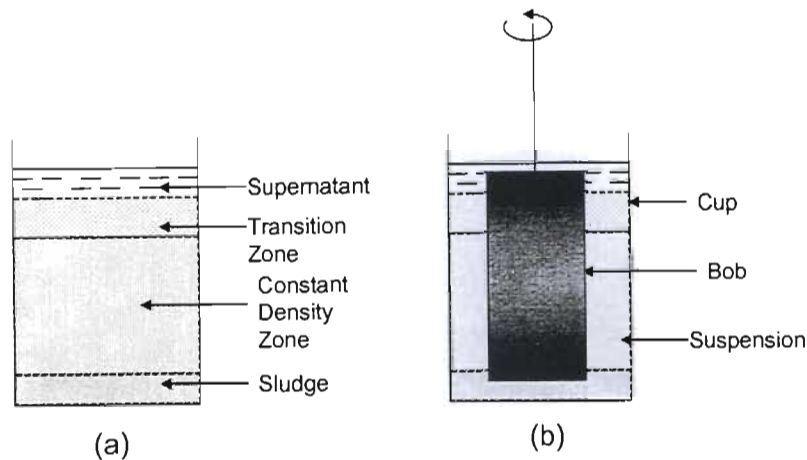 Supernatant
Transition
Zone
Constant
Density
Zone
Sludge
(a)
Cup
Bob
Suspension
(b)